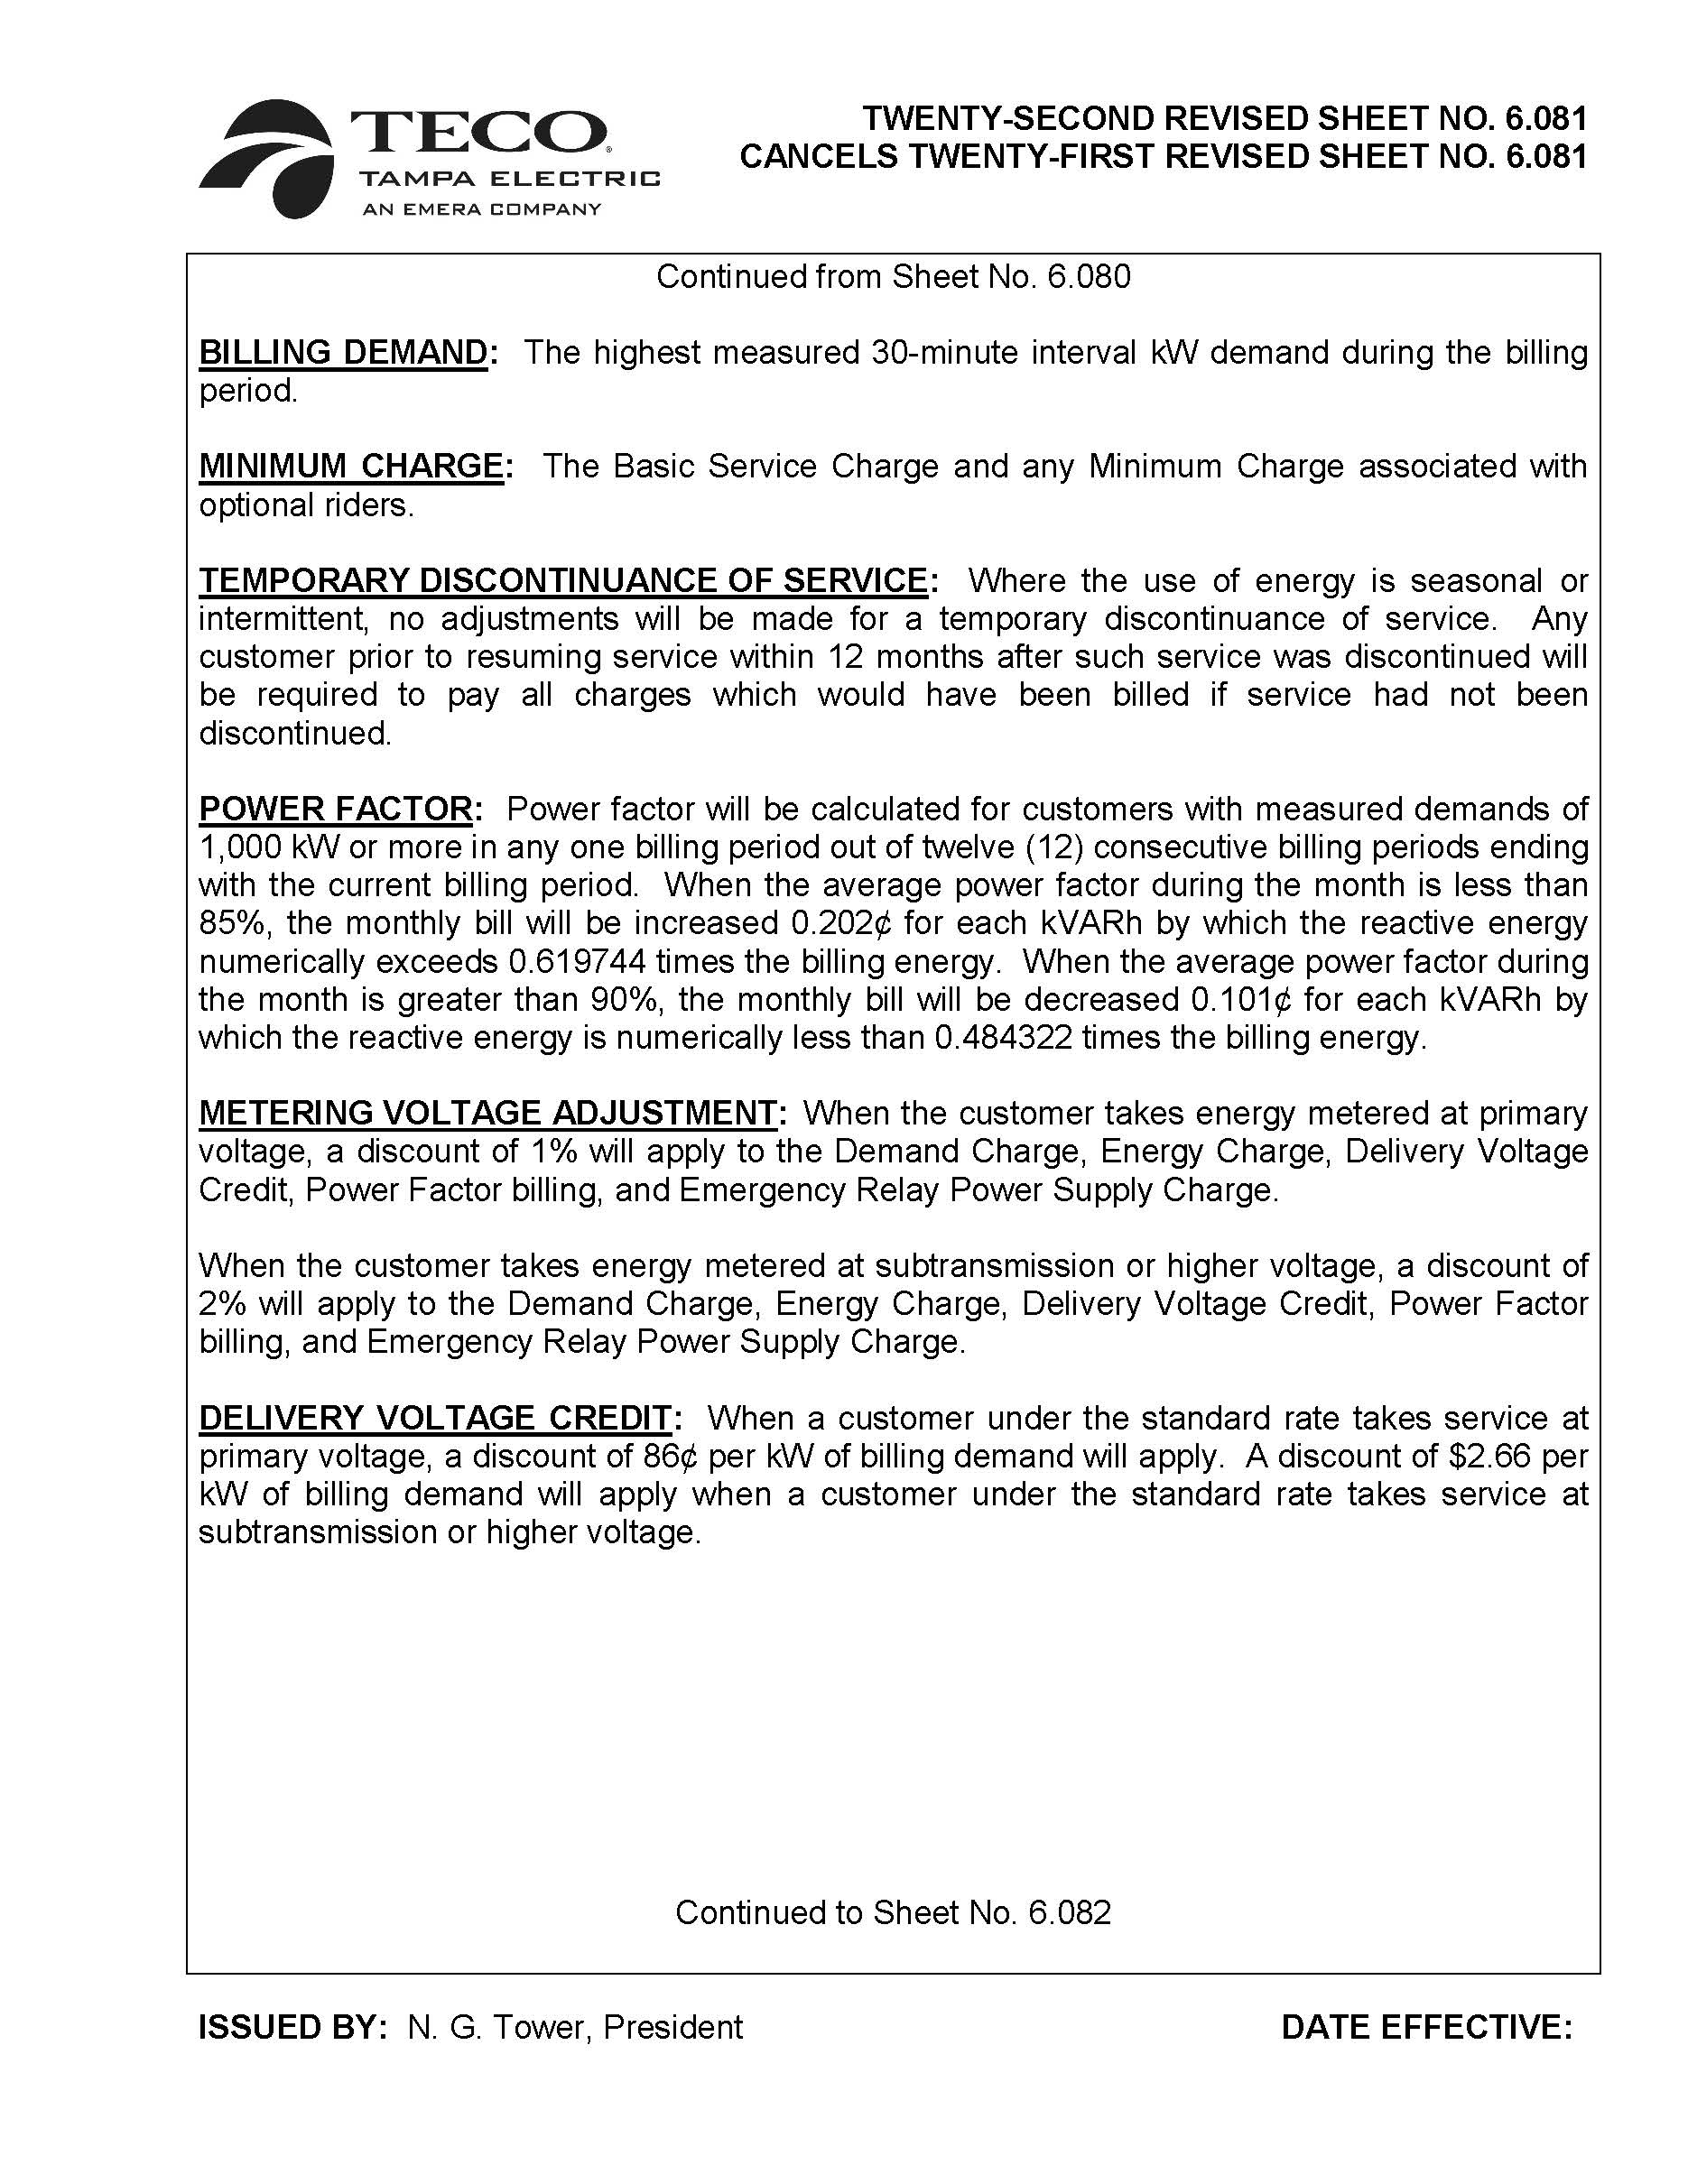 TECO®
TAMPA ELECTRIC
AN EMERA COMPANY
TWENTY-SECOND REVISED SHEET NO. 6.081
CANCELS TWENTY-FIRST REVISED SHEET NO. 6.081
Continued from Sheet No. 6.080
BILLING DEMAND: The highest measured 30-minute interval kW demand during the billing
period.
MINIMUM CHARGE: The Basic Service Charge and any Minimum Charge associated with
optional riders.
TEMPORARY DISCONTINUANCE OF SERVICE: Where the use of energy is seasonal or
intermittent, no adjustments will be made for a temporary discontinuance of service. Any
customer prior to resuming service within 12 months after such service was discontinued will
be required to pay all charges which would have been billed if service had not been
discontinued.
POWER FACTOR: Power factor will be calculated for customers with measured demands of
1,000 kW or more in any one billing period out of twelve (12) consecutive billing periods ending
with the current billing period. When the average power factor during the month is less than
85%, the monthly bill will be increased 0.202¢ for each kVARh by which the reactive energy
numerically exceeds 0.619744 times the billing energy. When the average power factor during
the month is greater than 90%, the monthly bill will be decreased 0.101¢ for each kVARh by
which the reactive energy is numerically less than 0.484322 times the billing energy.
METERING VOLTAGE ADJUSTMENT: When the customer takes energy metered at primary
voltage, a discount of 1% will apply to the Demand Charge, Energy Charge, Delivery Voltage
Credit, Power Factor billing, and Emergency Relay Power Supply Charge.
When the customer takes energy metered at subtransmission or higher voltage, a discount of
2% will apply to the Demand Charge, Energy Charge, Delivery Voltage Credit, Power Factor
billing, and Emergency Relay Power Supply Charge.
DELIVERY VOLTAGE CREDIT: When a customer under the standard rate takes service at
primary voltage, a discount of 86¢ per kW of billing demand will apply. A discount of $2.66 per
kW of billing demand will apply when a customer under the standard rate takes service at
subtransmission or higher voltage.
Continued to Sheet No. 6.082
ISSUED BY: N. G. Tower, President
DATE EFFECTIVE: